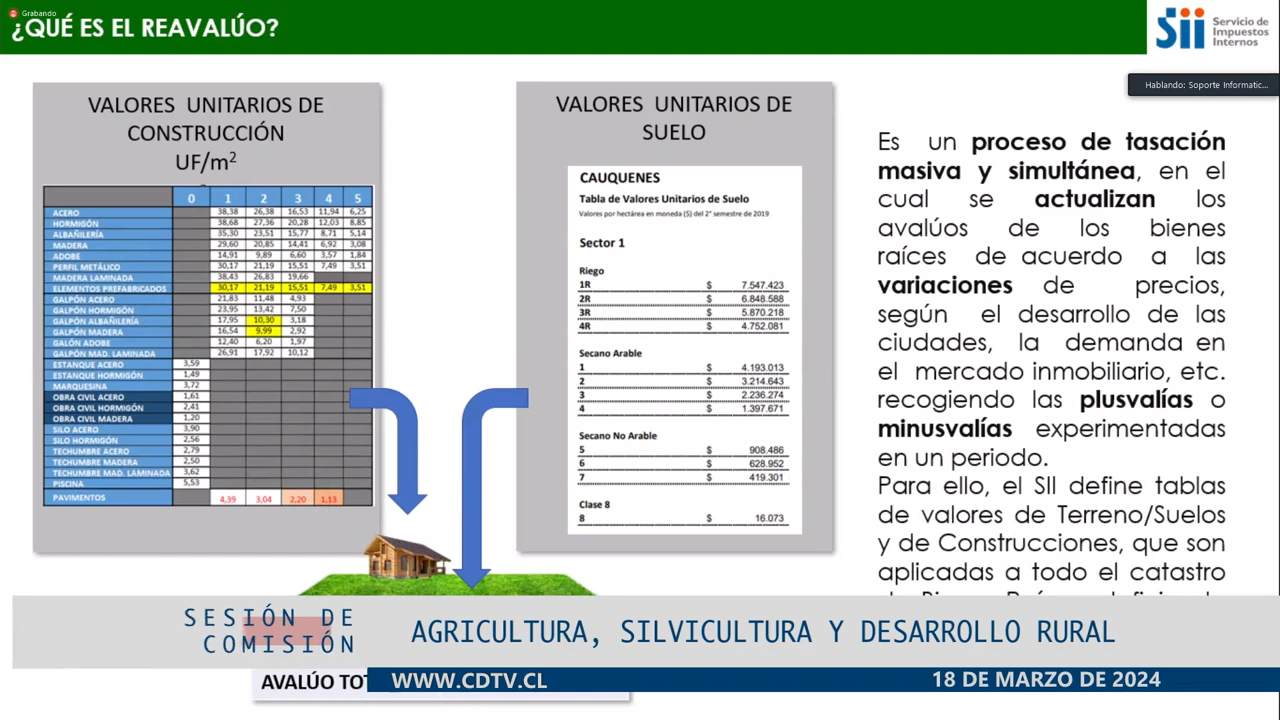 Grabando
¿QUÉ ES EL REAVALÚO?
Sii Servicio de
Impuestos
Internos
Hablando: Soporte Informatic...
VALORES UNITARIOS DE
CONSTRUCCIÓN
UF/m²
0 1 2 3 4 5
ACERO 38,38 26,38 16,53 11,94 6,25
HORMIGÓN 38,68 27,36 20,28 12,03 8,85
ALBAÑILERÍA 35,30 23,51 15,77 8,71 5,14
MADERA 29,60 20,85 14,41 6,92 3,08
ADOBE 14,91 9,89 6,60 3,57 1,84
PERFIL METÁLICO 30,17 21,19 15,51 7,49 3,51
MADERA LAMINADA 38,43 26,83 19,66
ELEMENTOS PREFABRICADOS 30,17 21,19 15,51 7,49 3,51
GALPÓN ACERO 21,83 11,48 4,93
GALPÓN HORMIGÓN 23,95 13,42 7,50
GALPÓN ALBAÑILERÍA 17,95 10,30 3,18
GALPÓN MADERA 16,54 9,99 2,92
GALÓN ADOBE 12,40 6,20 1,97
GALPÓN MAD. LAMINADA 26,91 17,92 10,12
ESTANQUE ACERO 3,59
ESTANQUE HORMIGÓN 1,49
MARQUESINA 3,72
OBRA CIVIL ACERO 1,61
OBRA CIVIL HORMIGÓN 2,41
OBRA CIVIL MADERA 1,20
SILO ACERO 3,90
SILO HORMIGÓN 2,56
TECHUMBRE ACERO 2,79
TECHUMBRE MADERA 2,50
TECHUMBRE MAD. LAMINADA 3,62
PISCINA 5,53
PAVIMENTOS 4,39 3,04 2,20 1,13
VALORES UNITARIOS DE
SUELO
CAUQUENES
Tabla de Valores Unitarios de Suelo
Valores por hectárea en moneda ($) del 2° semestre de 2019
Sector 1
Riego
1R $ 7.547.423
2R $ 6.848.588
3R $ 5.870.218
4R $ 4.752.081
Secano Arable
1 $ 4.193.013
2 $ 3.214.643
3 $ 2.236.274
4 $ 1.397.671
Secano No Arable
5 $ 908.486
6 $ 628.952
7 $ 419.301
Clase 8
8 $ 16.073
Es un proceso de tasación
masiva y simultánea, en el
cual se actualizan los
avalúos de los bienes
raíces de acuerdo a las
variaciones de precios,
según el desarrollo de las
ciudades, la demanda en
el mercado inmobiliario, etc.
recogiendo las plusvalías o
minusvalías experimentadas
en un periodo.
Para ello, el SII define tablas
de valores de Terreno/Suelos
y de Construcciones, que son
aplicadas a todo el catastro
SESIÓN DE
COMISIÓN
AGRICULTURA, SILVICULTURA Y DESARROLLO RURAL
AVALÚO TOT
WWW.CDTV.CL
18 DE MARZO DE 2024